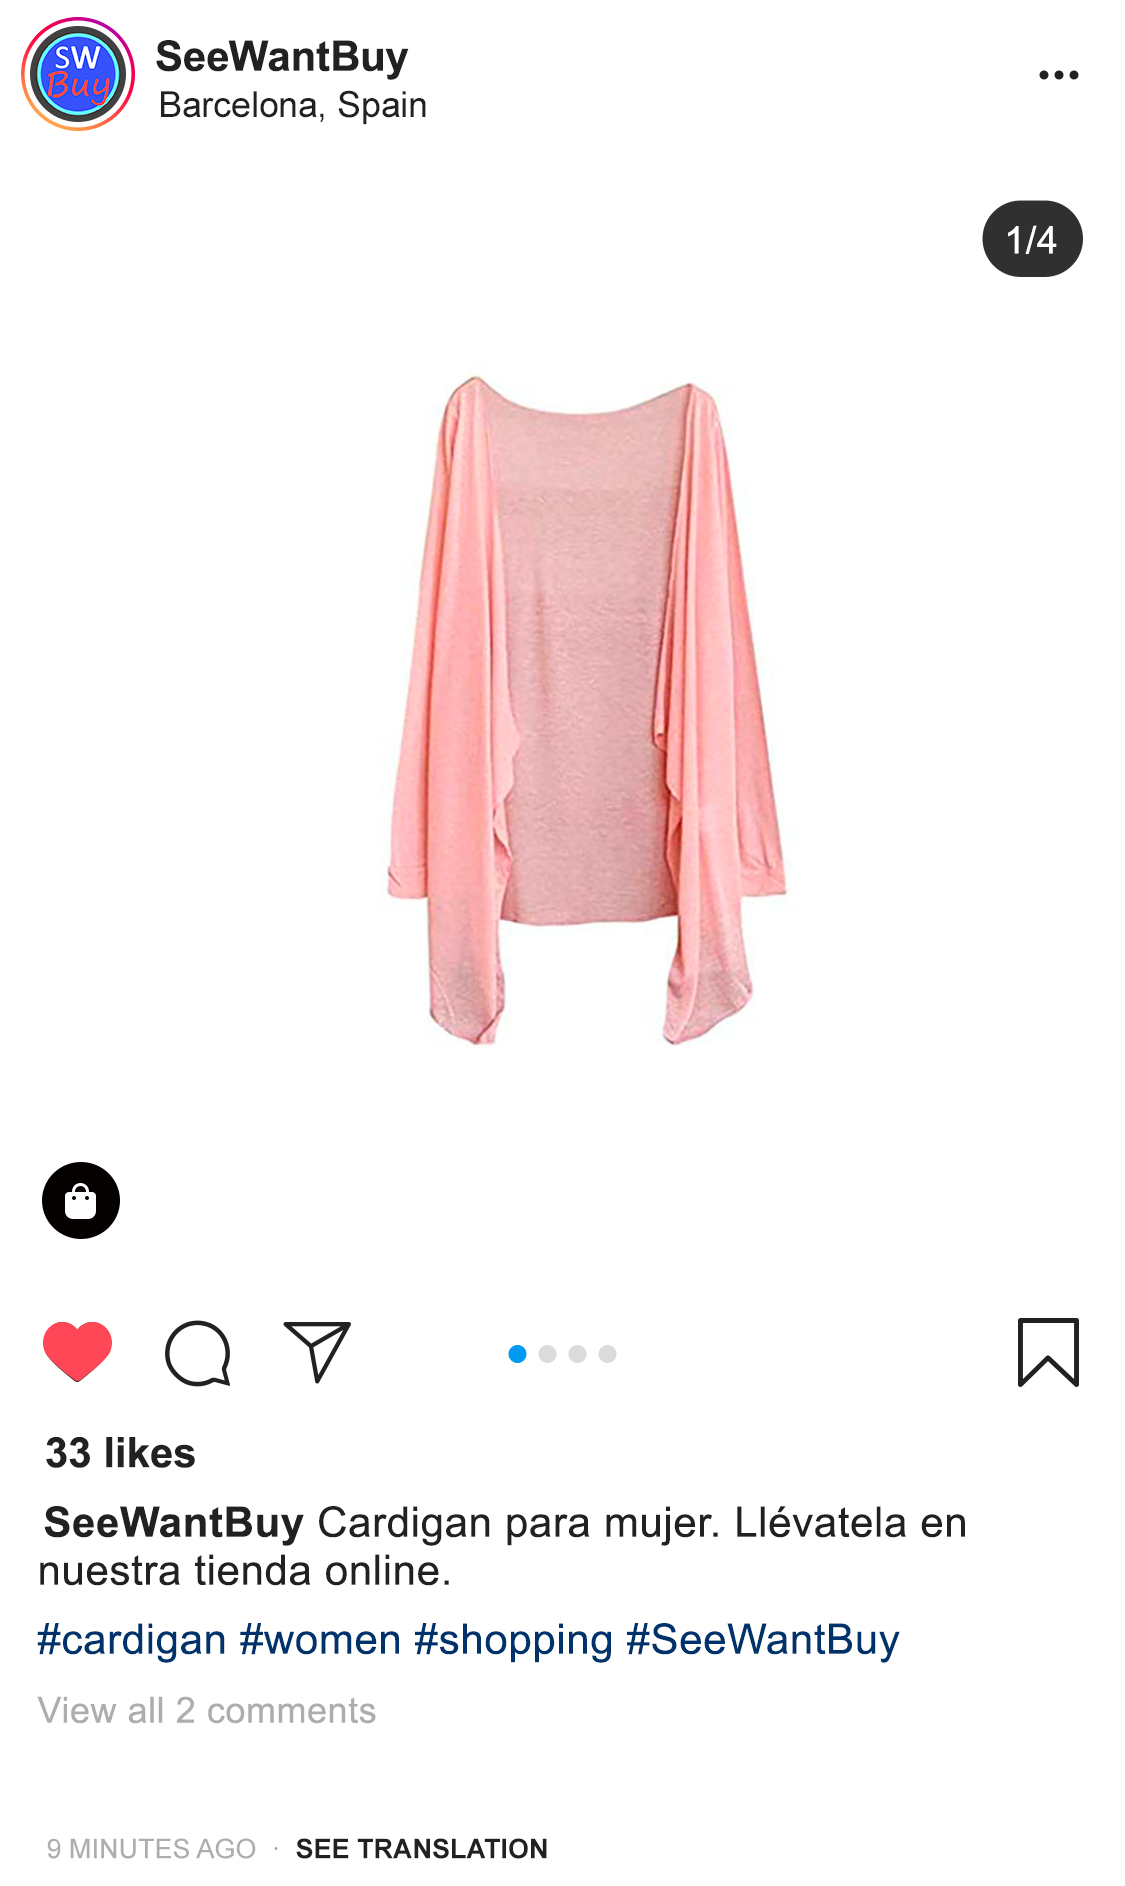 SW
Buy
SeeWantBuy
Barcelona, Spain
1/4
33 likes
SeeWantBuy Cardigan para mujer. Llévatela en
nuestra tienda online.
#cardigan #women #shopping #SeeWantBuy
View all 2 comments
9 MINUTES AGO · SEE TRANSLATION